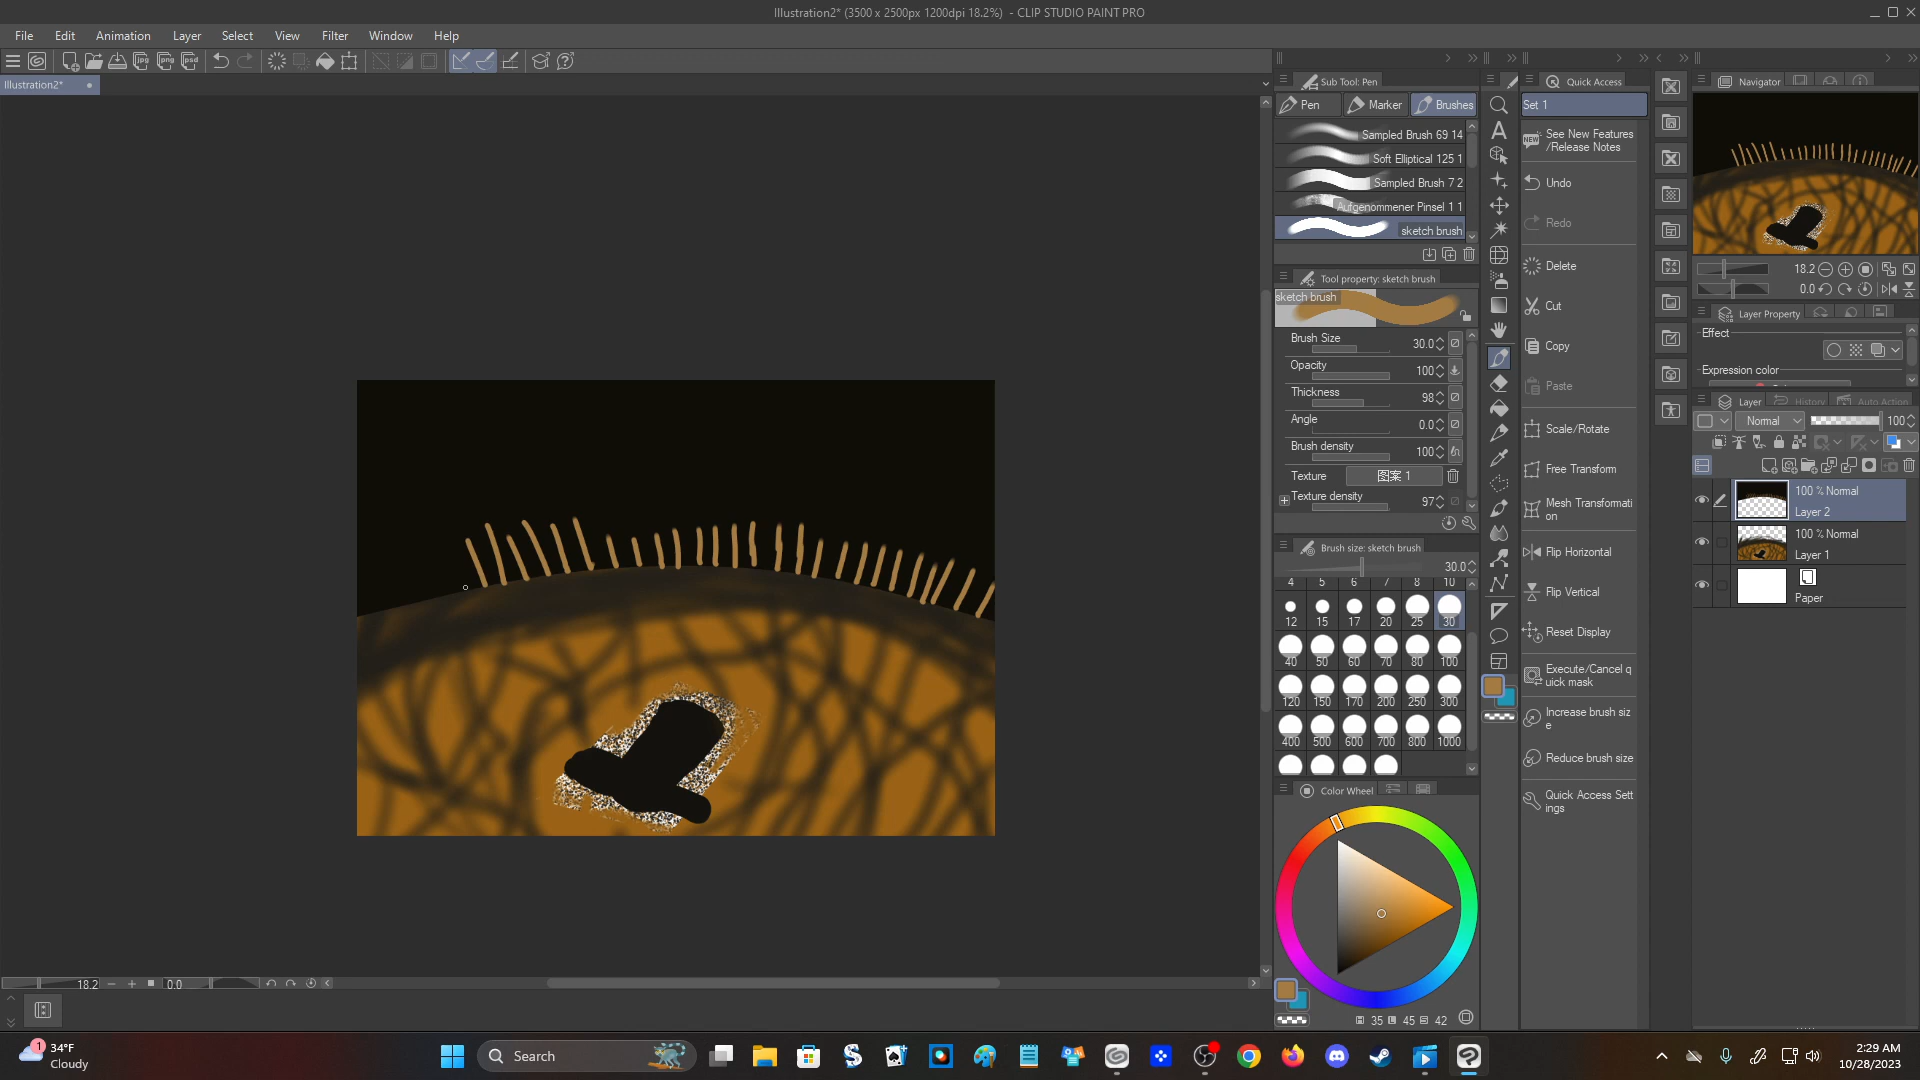 Illustration2* (3500 x 2500px 1200dpi 18.2%) - CLIP STUDIO PAINT PRO
File Edit Animation Layer Select View Filter Window Help
Illustration2*
Sub Tool: Pen
Pen Marker Brushes
Sampled Brush 69 14
Soft Elliptical 125 1
Sampled Brush 7 2
Aufgenommener Pinsel 1 1
sketch brush
Tool property: sketch brush
sketch brush
Brush Size 30.0
Opacity 100
Thickness 98
Angle 0.0
Brush density 100
Texture 图案 1
Texture density 97
Brush size: sketch brush
30.0
4 5 6 7 8 10
12 15 17 20 25 30
40 50 60 70 80 100
120 150 170 200 250 300
400 500 600 700 800 1000
Color Wheel
35 45 42
Quick Access
Set 1
See New Features
/Release Notes
Undo
Redo
Delete
Cut
Copy
Paste
Scale/Rotate
Free Transform
Mesh Transformati
on
Flip Horizontal
Flip Vertical
Reset Display
Execute/Cancel q
uick mask
Increase brush siz
e
Reduce brush size
Quick Access Sett
ings
Navigator
18.2
0.0
Layer Property
Effect
Expression color
Layer History Auto Action
Normal 100
100 % Normal
Layer 2
100 % Normal
Layer 1
Paper
18.2 0.0
1
34°F
Cloudy
Search
2:29 AM
10/28/2023